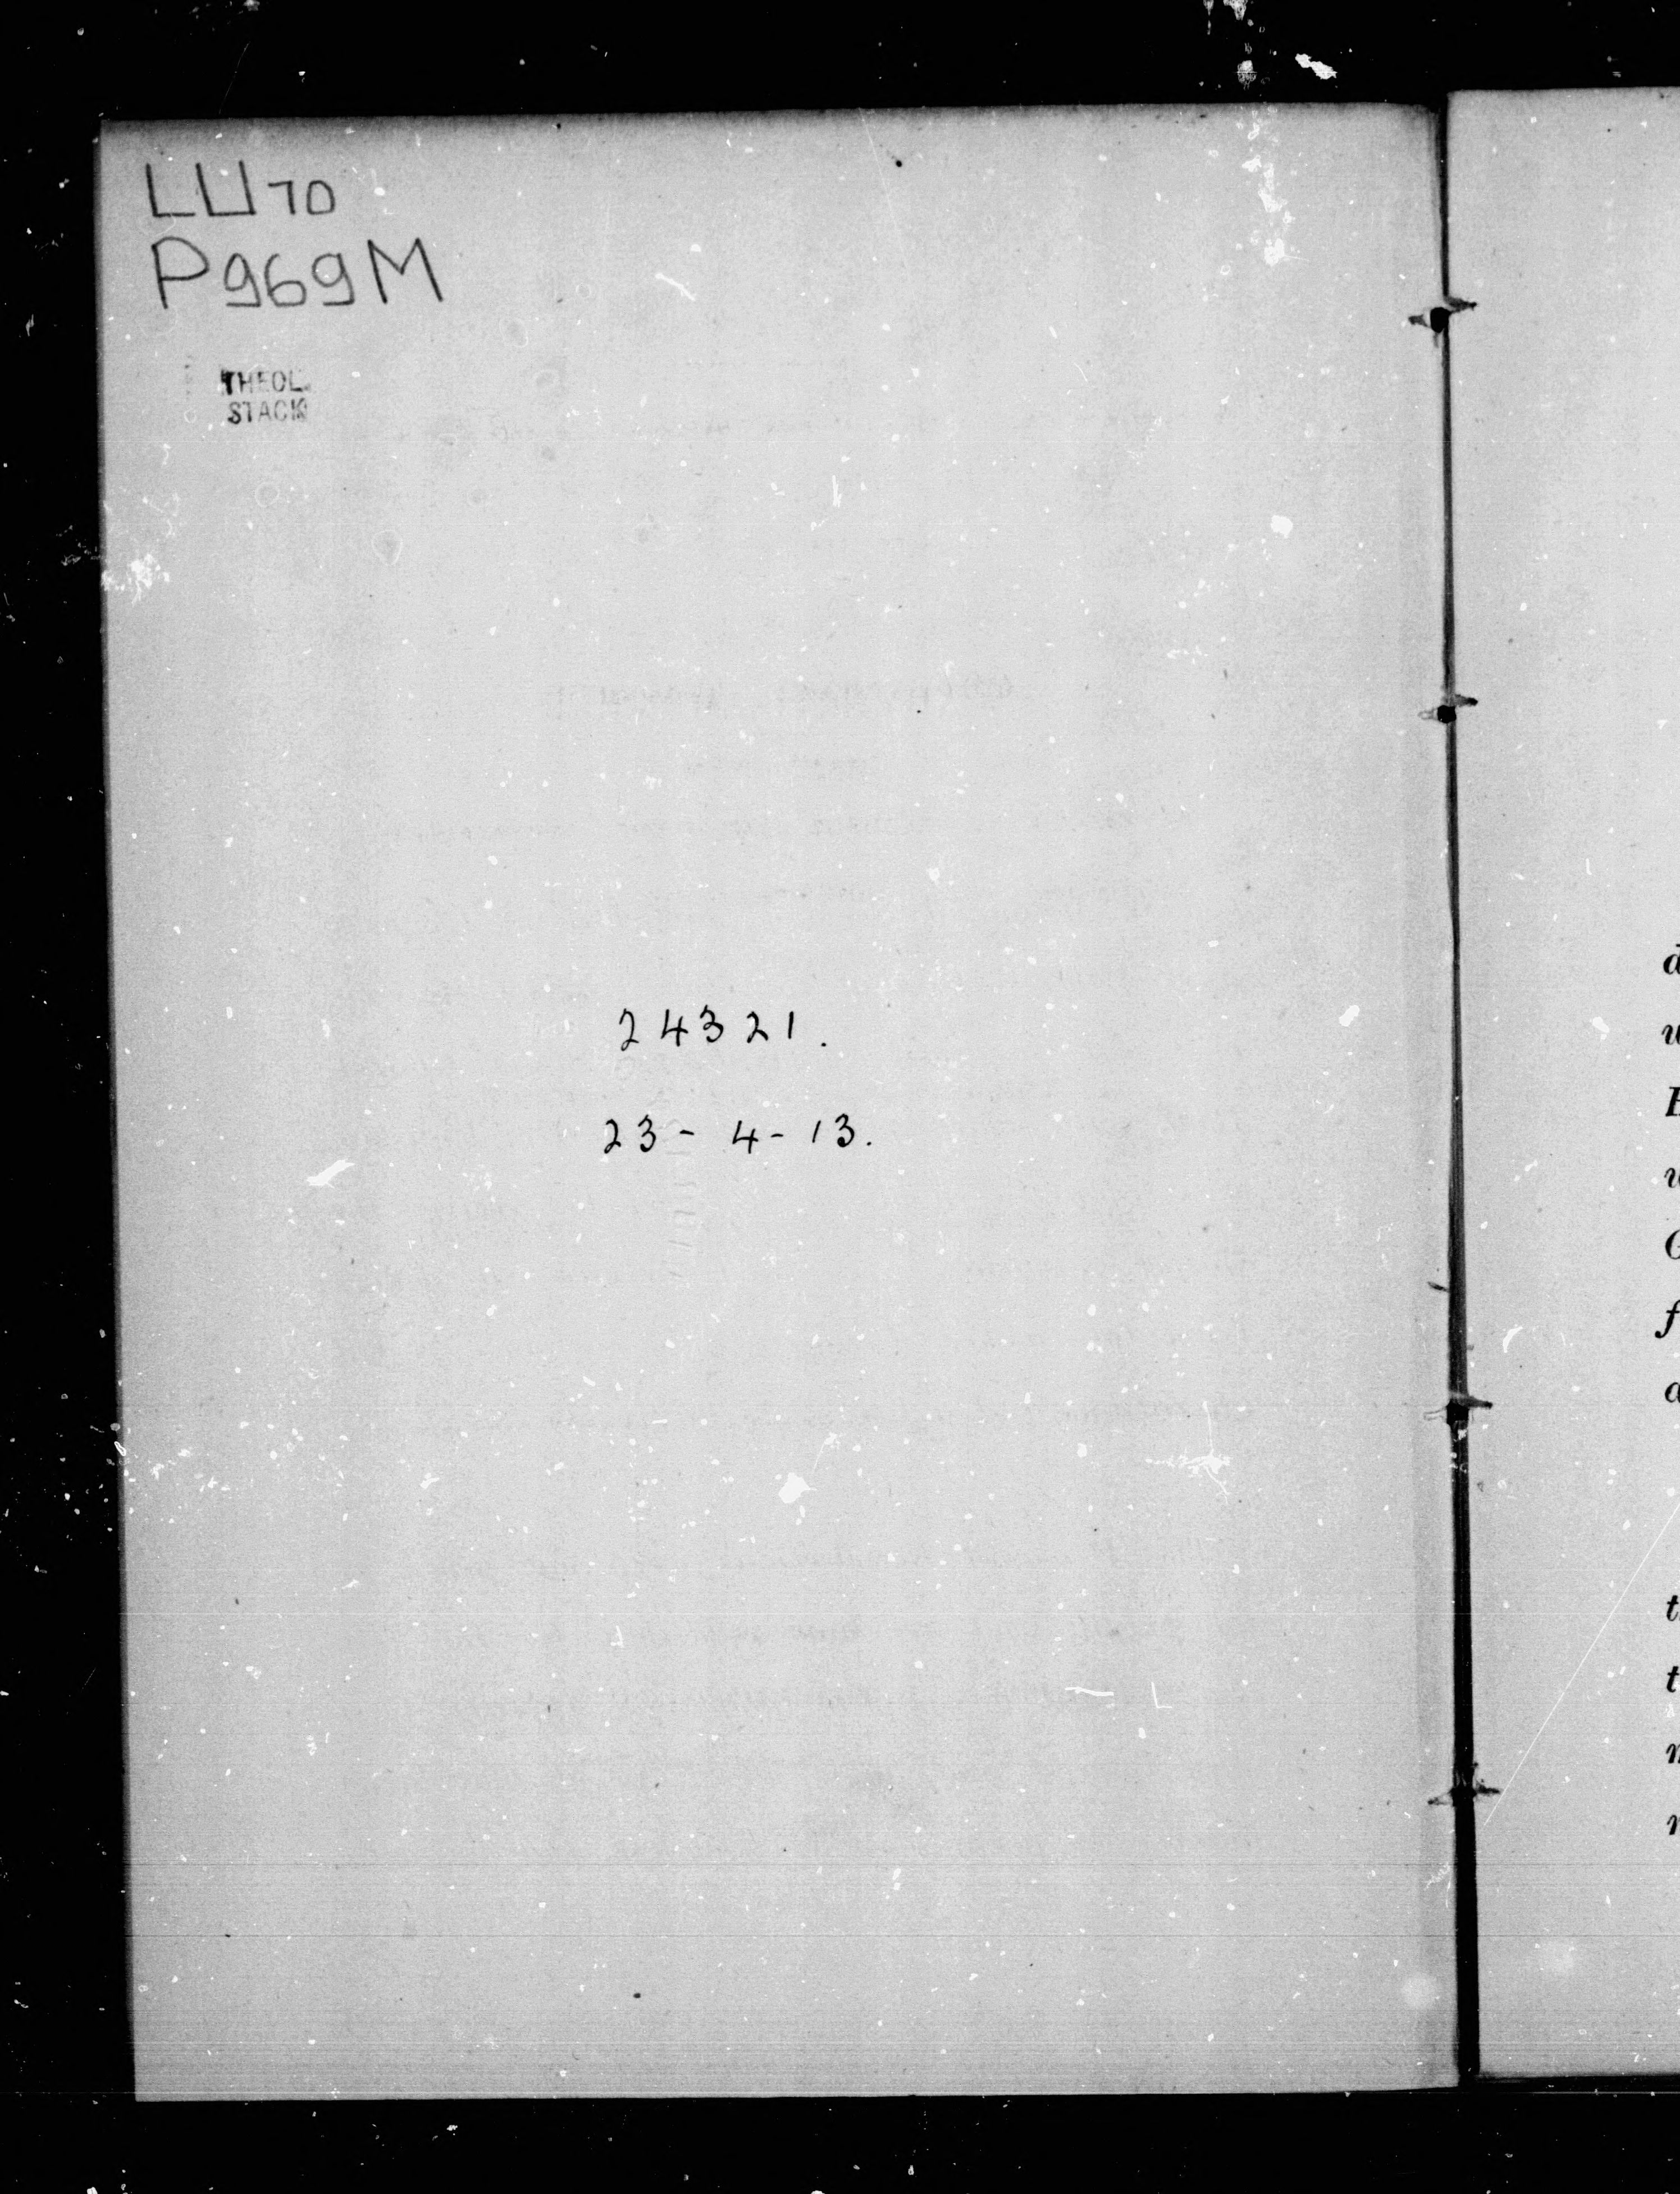 LU70
P969M
THEOL.
STACK
24321.
23-4-13.